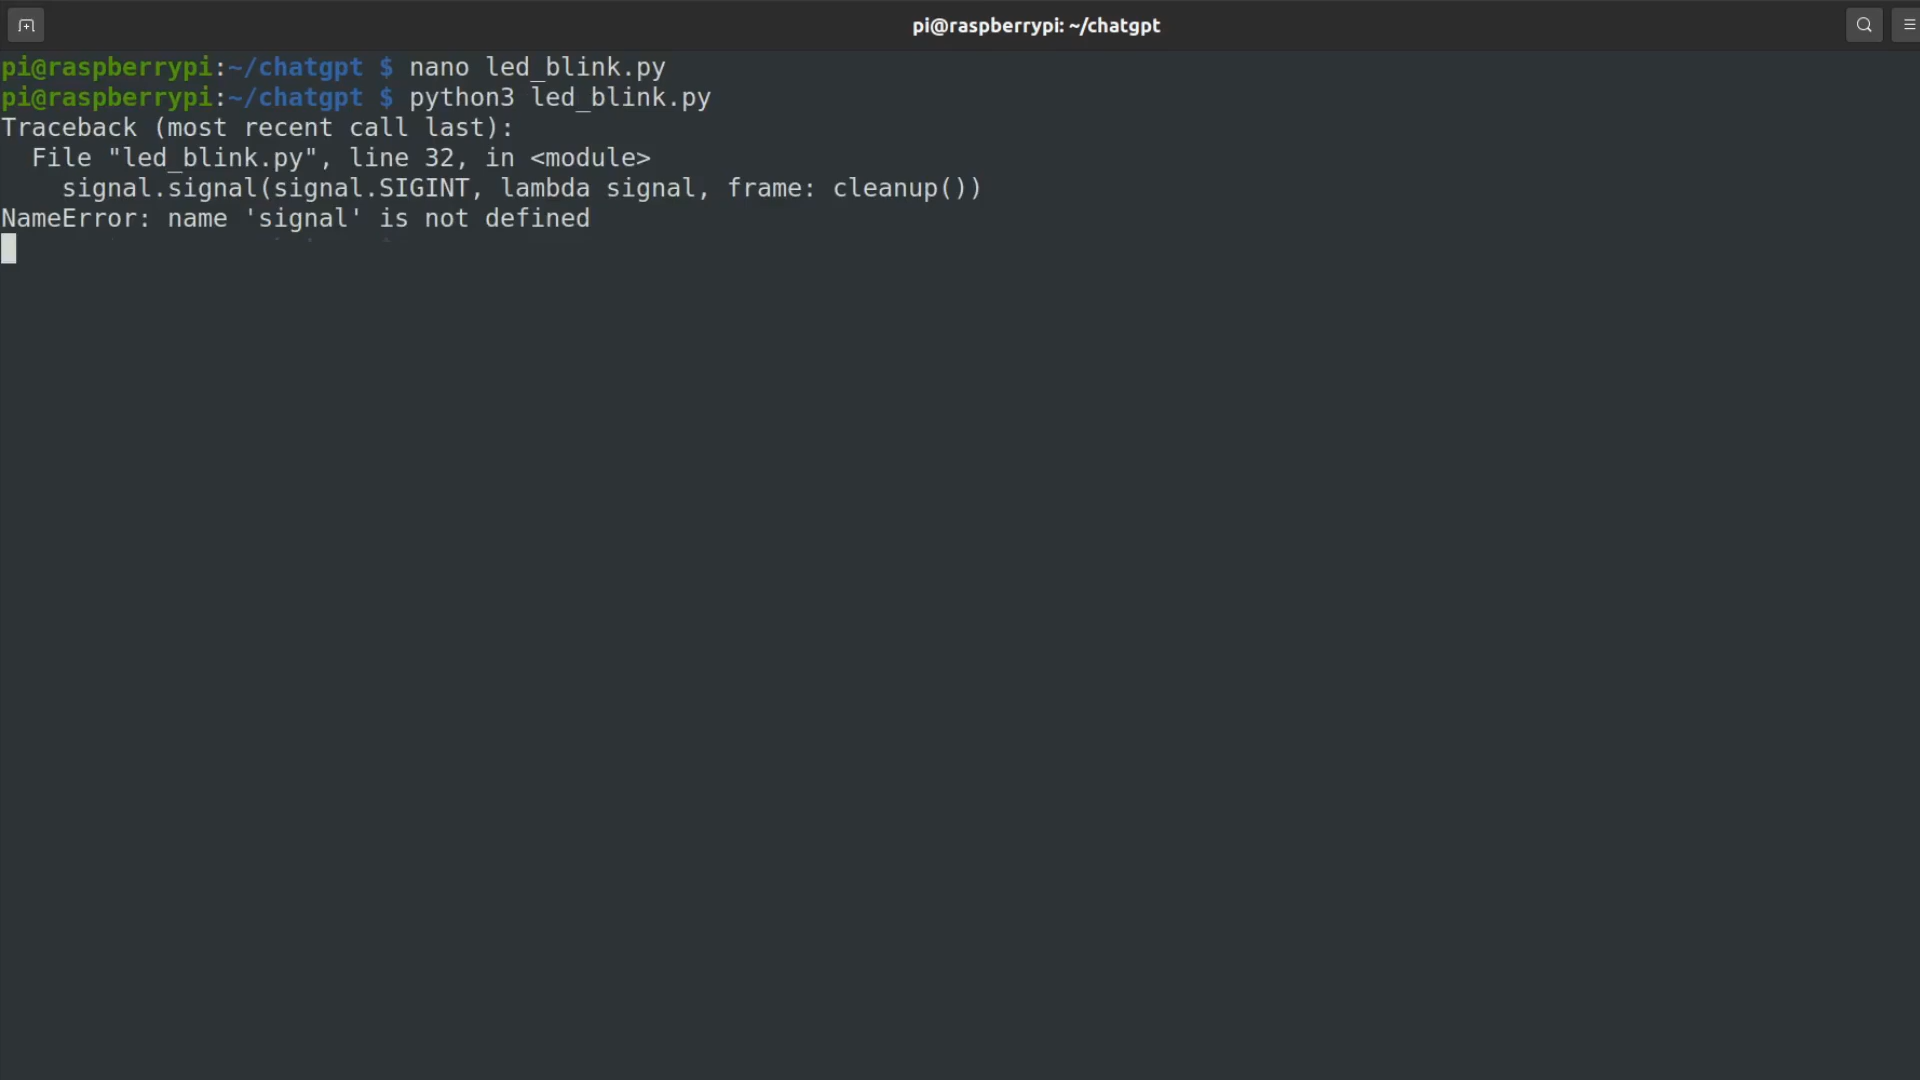 pi@raspberrypi: ~/chatgpt
pi@raspberrypi:~/chatgpt $ nano led_blink.py
pi@raspberrypi:~/chatgpt $ python3 led_blink.py
Traceback (most recent call last):
  File "led_blink.py", line 32, in <module>
    signal.signal(signal.SIGINT, lambda signal, frame: cleanup())
NameError: name 'signal' is not defined